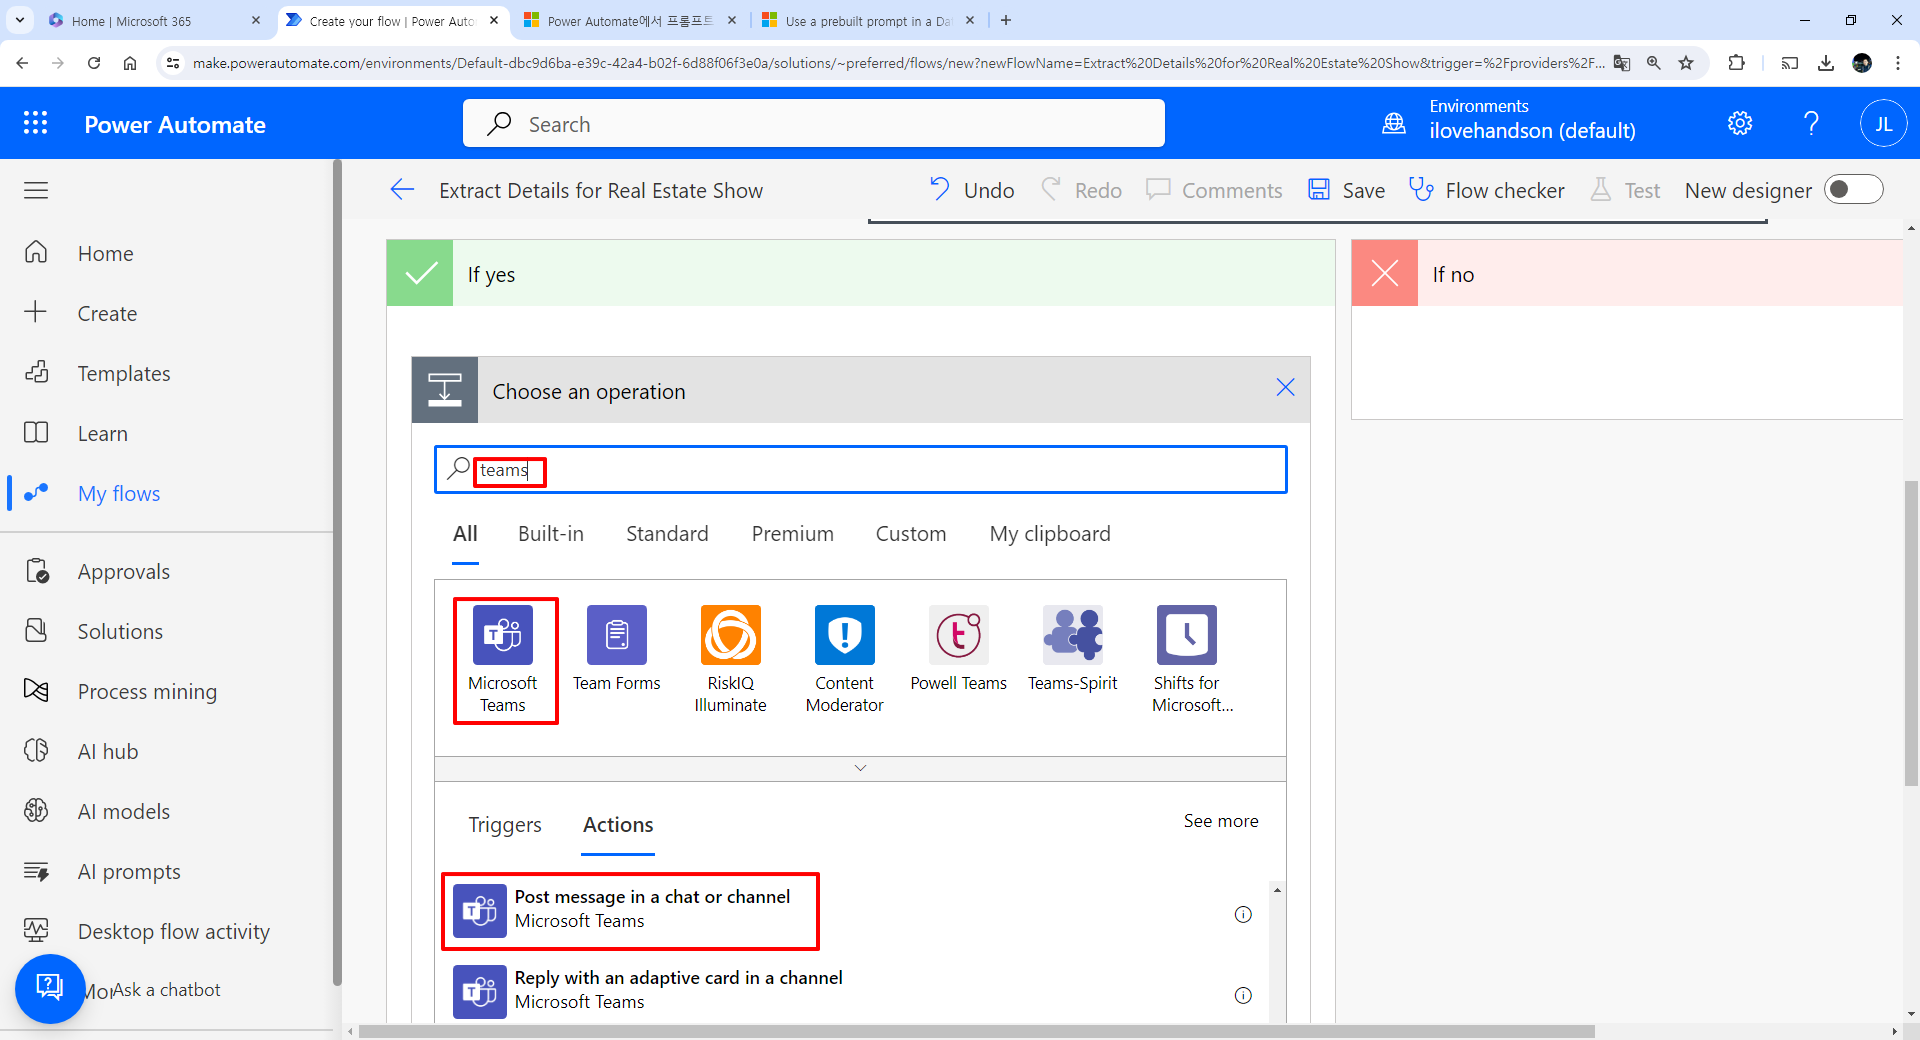 Home | Microsoft 365
Create your flow | Power Auto
Power Automate에서 프롬프트
Use a prebuilt prompt in a Da
make.powerautomate.com/environments/Default-dbc9d6ba-e39c-42a4-b02f-6d88f06f3e0a/solutions/~preferred/flows/new?newFlowName=Extract%20Details%20for%20Real%20Estate%20Show&trigger=%2Fproviders%2F...
Power Automate
Search
Environments
ilovehandson (default)
JL
Extract Details for Real Estate Show
Undo
Redo
Comments
Save
Flow checker
Test
New designer
Home
Create
Templates
Learn
My flows
Approvals
Solutions
Process mining
AI hub
AI models
AI prompts
Desktop flow activity
Ask a chatbot
If yes
If no
Choose an operation
teams
All
Built-in
Standard
Premium
Custom
My clipboard
Microsoft
Teams
Team Forms
RiskIQ
Illuminate
Content
Moderator
Powell Teams
Teams-Spirit
Shifts for
Microsoft...
Triggers
Actions
See more
Post message in a chat or channel
Microsoft Teams
Reply with an adaptive card in a channel
Microsoft Teams